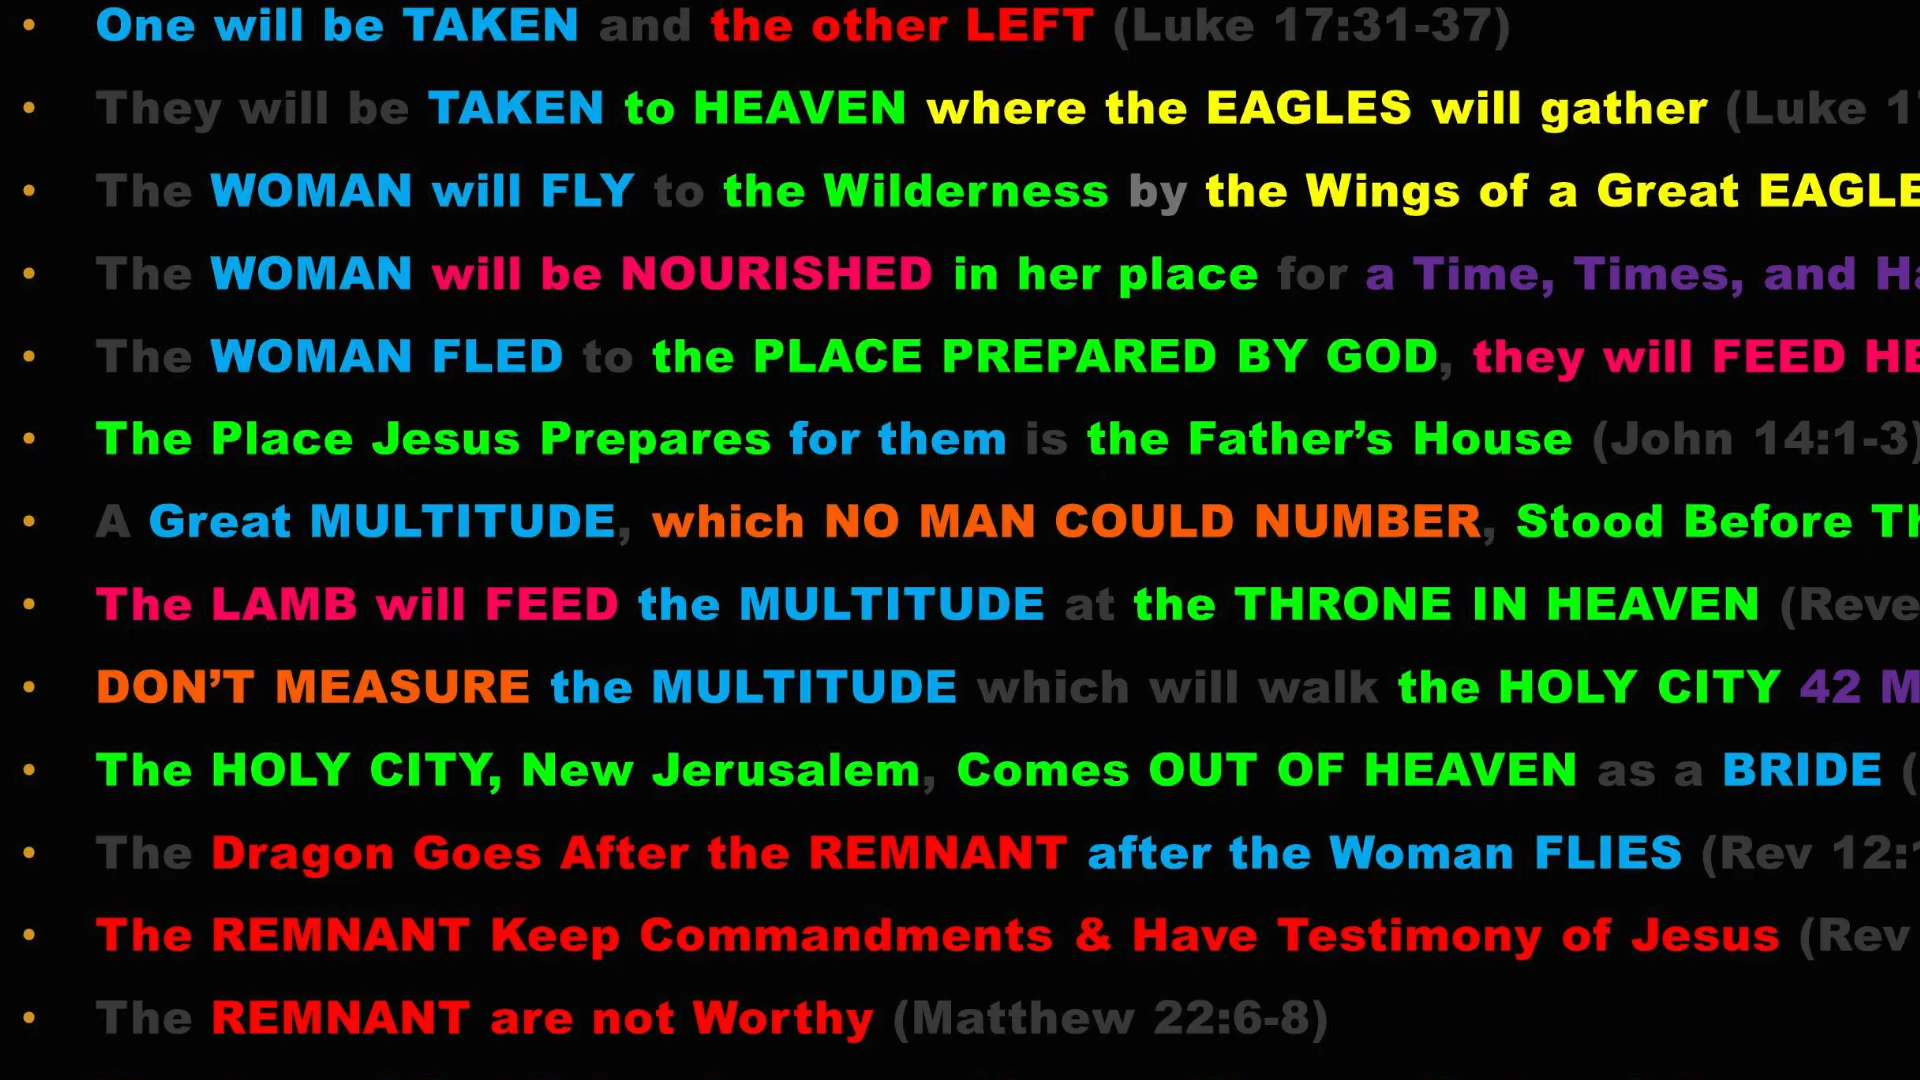 • One will be TAKEN and the other LEFT (Luke 17:31-37)
• They will be TAKEN to HEAVEN where the EAGLES will gather (Luke
• The WOMAN will FLY to the Wilderness by the Wings of a Great EAGLE
• The WOMAN will be NOURISHED in her place for a Time, Times, and
• The WOMAN FLED to the PLACE PREPARED BY GOD, they will FEED
• The Place Jesus Prepares for them is the Father's House (John 14:1-3)
• A Great MULTITUDE, which NO MAN COULD NUMBER, Stood Before
• The LAMB will FEED the MULTITUDE at the THRONE IN HEAVEN
• DON'T MEASURE the MULTITUDE which will walk the HOLY CITY 42
• The HOLY CITY, New Jerusalem, Comes OUT OF HEAVEN as a BRIDE (
• The Dragon Goes After the REMNANT after the Woman FLIES (Rev 12:
• The REMNANT Keep Commandments & Have Testimony of Jesus (Rev
• The REMNANT are not Worthy (Matthew 22:6-8)